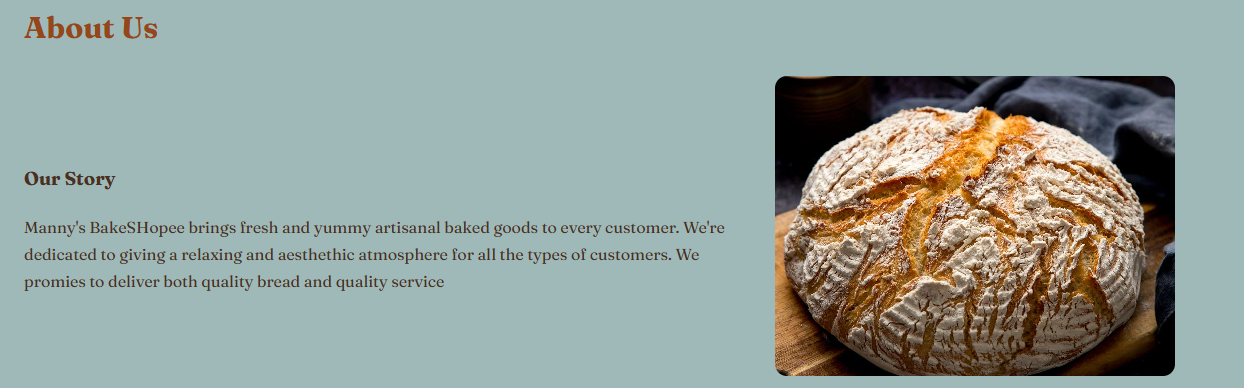 About Us
Our Story
Manny's BakeSHopee brings fresh and yummy artisanal baked goods to every customer. We're
dedicated to giving a relaxing and aesthethic atmosphere for all the types of customers. We
promies to deliver both quality bread and quality service